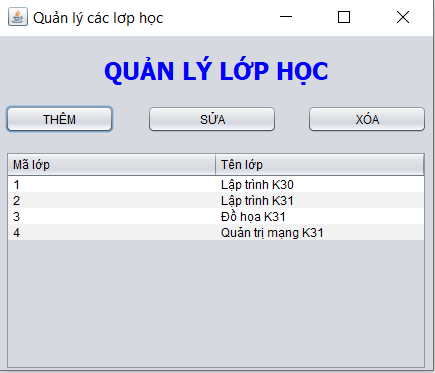 Quản lý các lơp học
QUẢN LÝ LỚP HỌC
THÊM SỬA XÓA
Mã lớp Tên lớp
1 Lập trình K30
2 Lập trình K31
3 Đồ họa K31
4 Quản trị mạng K31